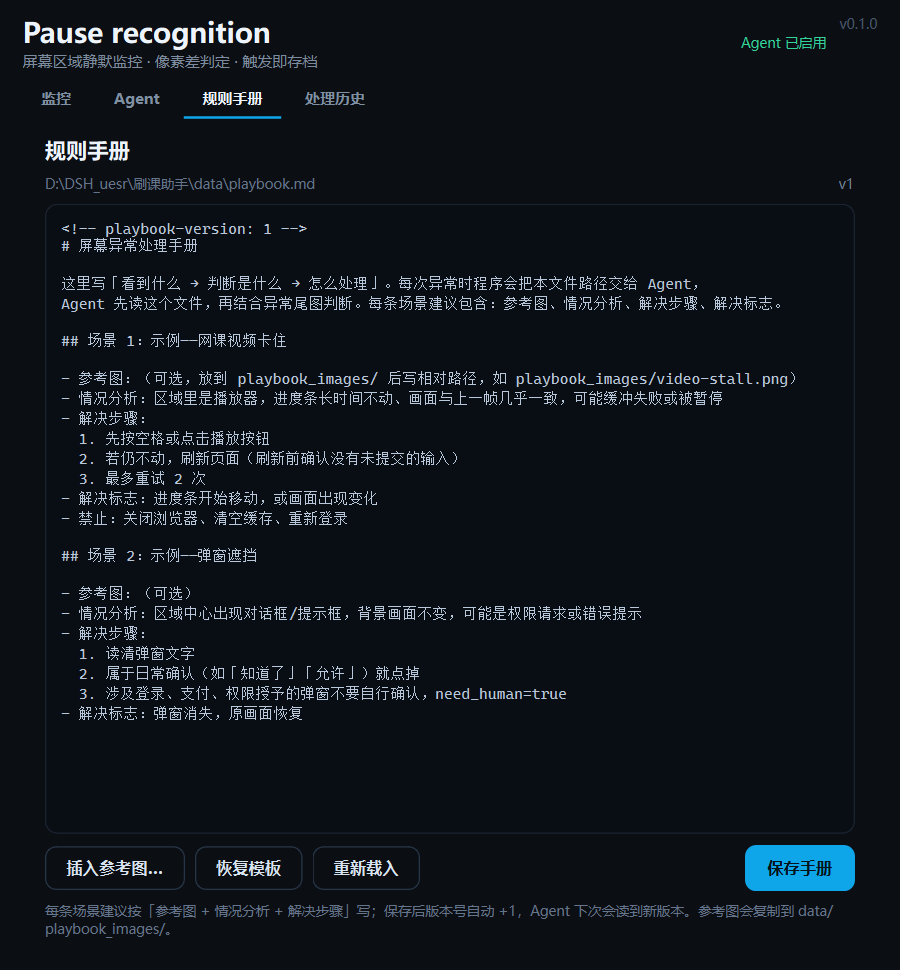 Pause recognition
v0.1.0
Agent 已启用
屏幕区域静默监控 · 像素差判定 · 触发即存档
监控
Agent
规则手册
处理历史
规则手册
D:\DSH_uesr\刷课助手\data\playbook.md
v1
<!-- playbook-version: 1 -->
# 屏幕异常处理手册
这里写「看到什么 → 判断是什么 → 怎么处理」。每次异常时程序会把本文件路径交给 Agent，
Agent 先读这个文件，再结合异常尾图判断。每条场景建议包含：参考图、情况分析、解决步骤、解决标志。
## 场景 1：示例——网课视频卡住
- 参考图：（可选，放到 playbook_images/ 后写相对路径，如 playbook_images/video-stall.png）
- 情况分析：区域里是播放器，进度条长时间不动、画面与上一帧几乎一致，可能缓冲失败或被暂停
- 解决步骤：
1. 先按空格或点击播放按钮
2. 若仍不动，刷新页面（刷新前确认没有未提交的输入）
3. 最多重试 2 次
- 解决标志：进度条开始移动，或画面出现变化
- 禁止：关闭浏览器、清空缓存、重新登录
## 场景 2：示例——弹窗遮挡
- 参考图：（可选）
- 情况分析：区域中心出现对话框/提示框，背景画面不变，可能是权限请求或错误提示
- 解决步骤：
1. 读清弹窗文字
2. 属于日常确认（如「知道了」「允许」）就点掉
3. 涉及登录、支付、权限授予的弹窗不要自行确认，need_human=true
- 解决标志：弹窗消失，原画面恢复
插入参考图...
恢复模板
重新载入
保存手册
每条场景建议按「参考图 + 情况分析 + 解决步骤」写；保存后版本号自动 +1，Agent 下次会读到新版本。参考图会复制到 data/
playbook_images/。